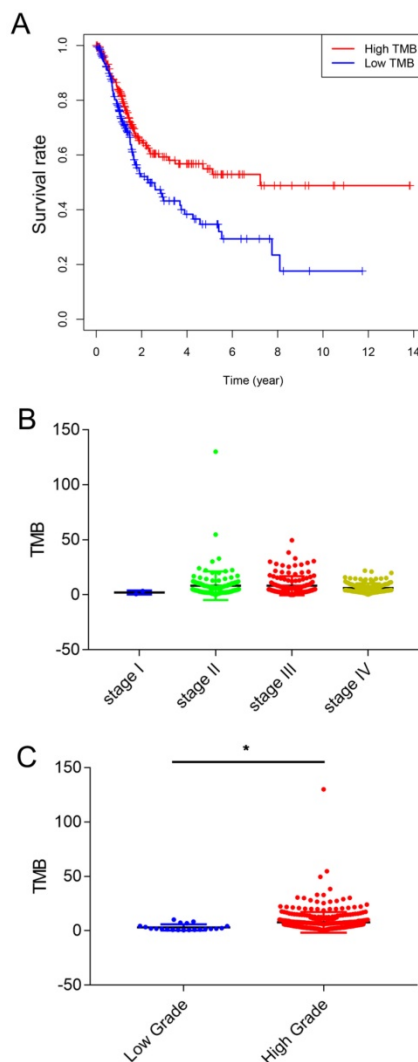 A
High TMB
Low TMB
Survival rate
1.0
0.8
0.6
0.4
0.2
0.0
0 2 4 6 8 10 12 14
Time (year)
B
TMB
150
100
50
0
-50
stage I stage II stage III stage IV
C
*
TMB
150
100
50
0
-50
Low Grade High Grade